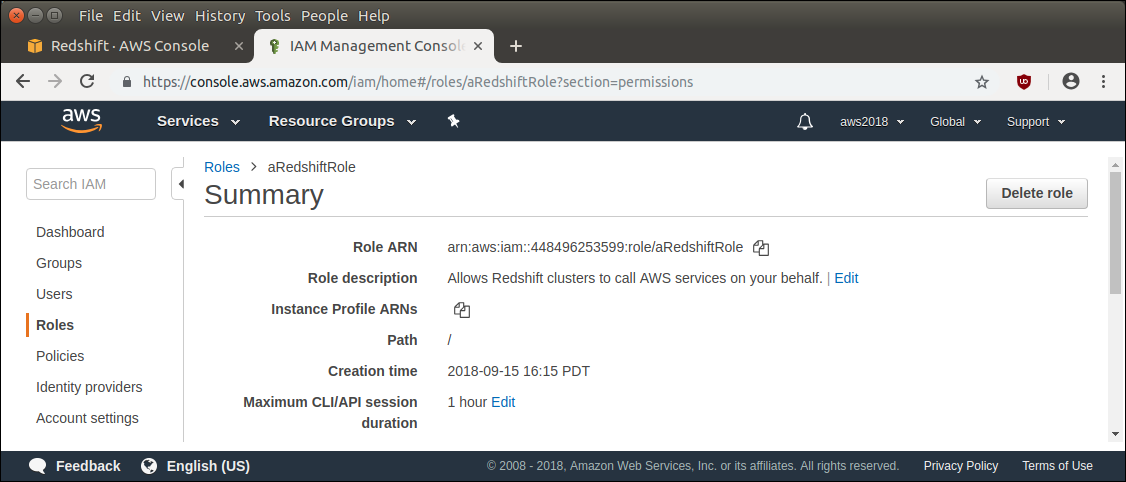 File Edit View History Tools People Help
Redshift · AWS Console
IAM Management Consol
https://console.aws.amazon.com/iam/home#/roles/aRedshiftRole?section=permissions
aws Services Resource Groups aws2018 Global Support
Search IAM
Dashboard
Groups
Users
Roles
Policies
Identity providers
Account settings
Roles > aRedshiftRole
Summary
Delete role
Role ARN arn:aws:iam::448496253599:role/aRedshiftRole
Role description Allows Redshift clusters to call AWS services on your behalf. | Edit
Instance Profile ARNs
Path /
Creation time 2018-09-15 16:15 PDT
Maximum CLI/API session 1 hour Edit
duration
Feedback English (US) © 2008 - 2018, Amazon Web Services, Inc. or its affiliates. All rights reserved. Privacy Policy Terms of Use